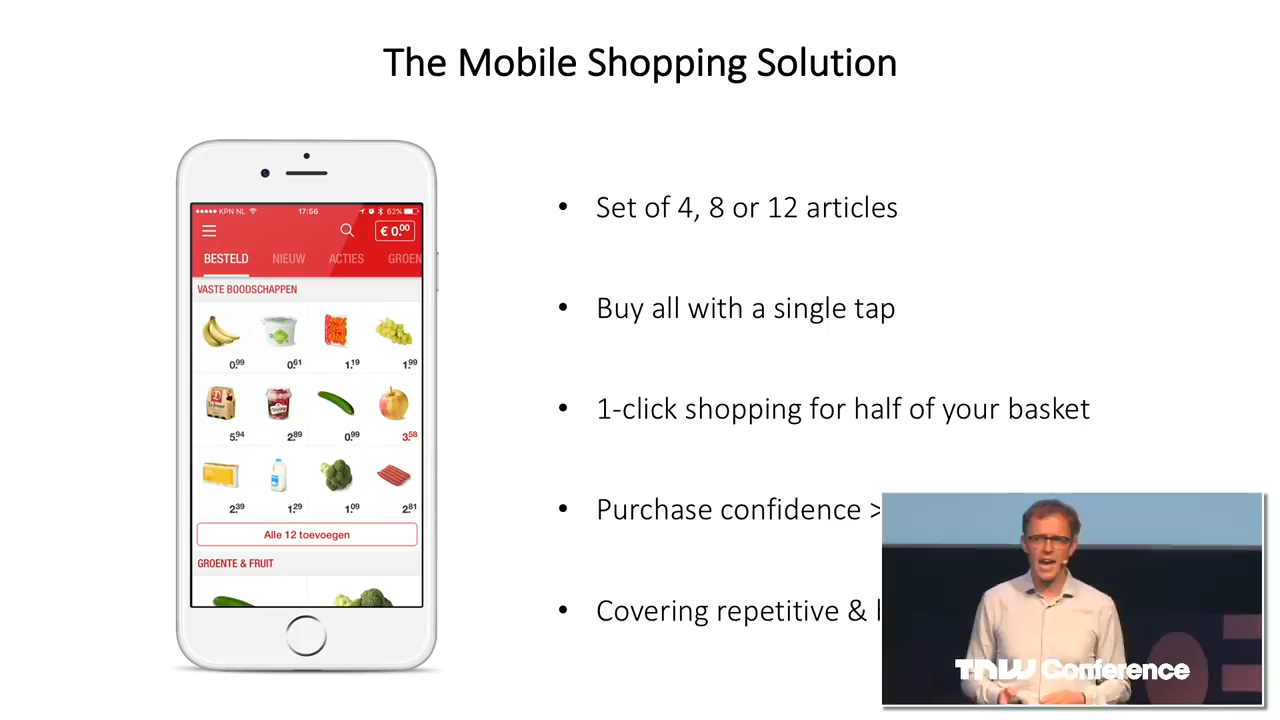 The Mobile Shopping Solution
KPN NL 17:56 62%
€ 0.00
BESTELD NIEUW ACTIES GROEN
VASTE BOODSCHAPPEN
0.99 0.61 1.19 1.99
5.94 2.89 0.99 3.58
2.39 1.29 1.09 2.81
Alle 12 toevoegen
GROENTE & FRUIT
• Set of 4, 8 or 12 articles
• Buy all with a single tap
• 1-click shopping for half of your basket
• Purchase confidence >
• Covering repetitive &
TNW Conference